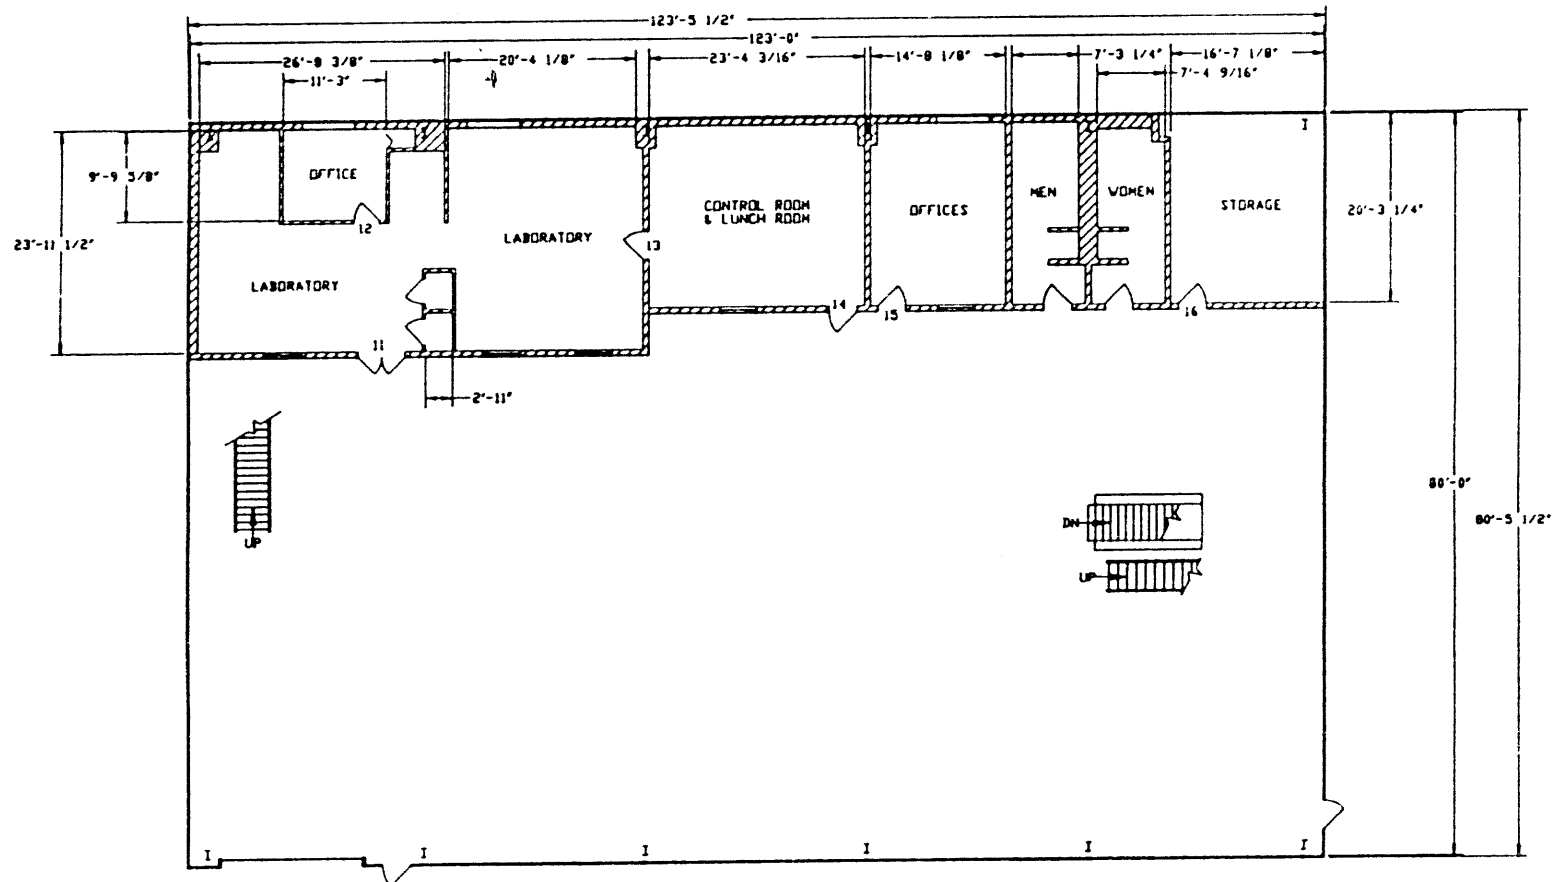 123'-5 1/2"
123'-0"
26'-8 3/8"
20'-4 1/8"
23'-4 3/16"
14'-8 1/8"
7'-3 1/4"
16'-7 1/8"
11'-3"
7'-4 9/16"
I
9'-9 5/8"
OFFICE
MEN
WOMEN
CONTROL ROOM
& LUNCH ROOM
OFFICES
STORAGE
20'-3 1/4"
12
23'-11 1/2"
LABORATORY
13
LABORATORY
14
15
16
11
2'-11"
80'-0"
80'-5 1/2"
DN
UP
UP
I
I
I
I
I
I